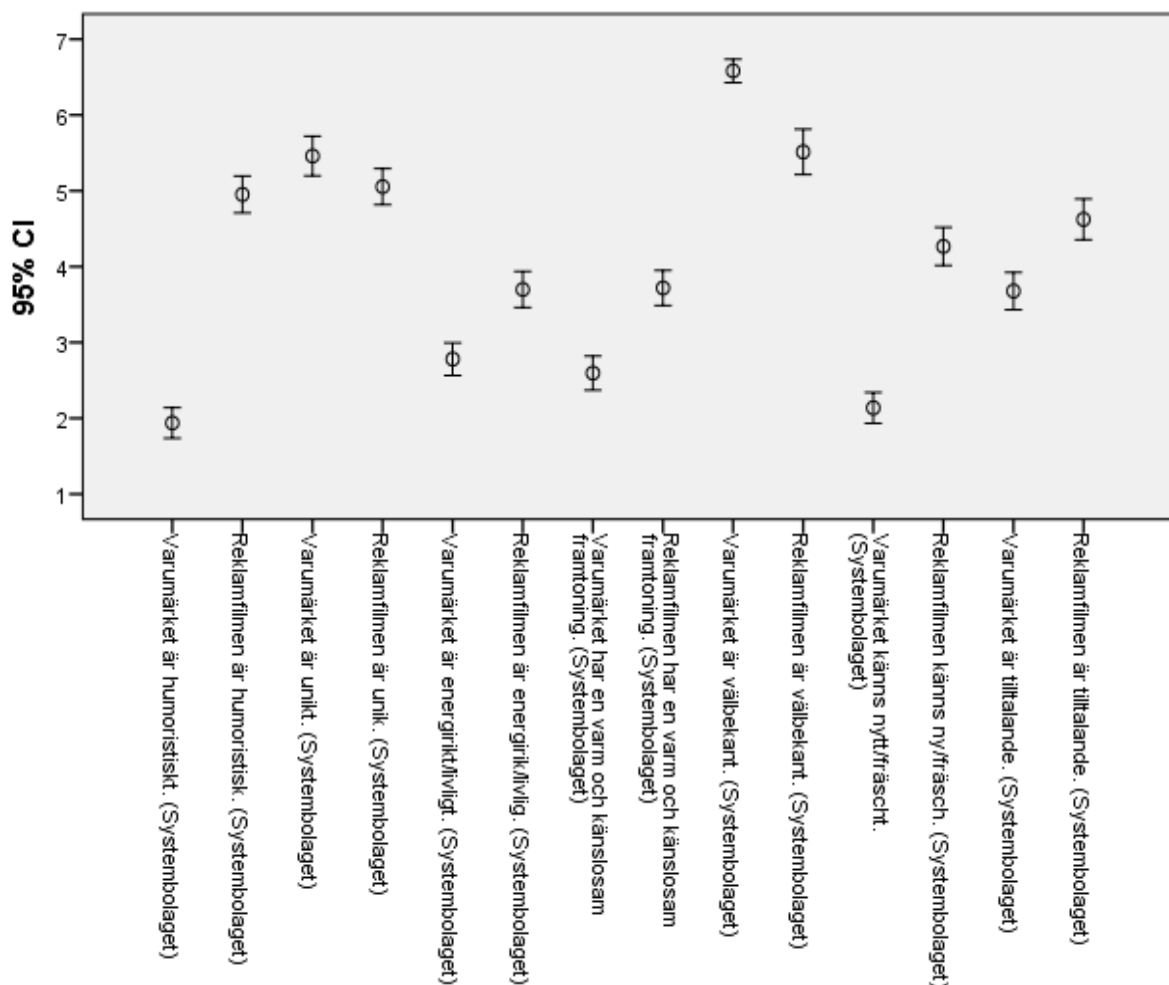 7
6
5
4
3
2
1
95% CI
Varumärket är humoristiskt. (Systembolaget)
Reklamfilmen är humoristisk. (Systembolaget)
Varumärket är unikt. (Systembolaget)
Reklamfilmen är unik. (Systembolaget)
Varumärket är energirikt/livligt. (Systembolaget)
Reklamfilmen är energirik/livlig. (Systembolaget)
Varumärket har en varm och känslosam
framtoning. (Systembolaget)
Reklamfilmen har en varm och känslosam
framtoning. (Systembolaget)
Varumärket är välbekant. (Systembolaget)
Reklamfilmen är välbekant. (Systembolaget)
Varumärket känns nytt/fräscht.
(Systembolaget)
Reklamfilmen känns ny/fräsch. (Systembolaget)
Varumärket är tilltalande. (Systembolaget)
Reklamfilmen är tilltalande. (Systembolaget)